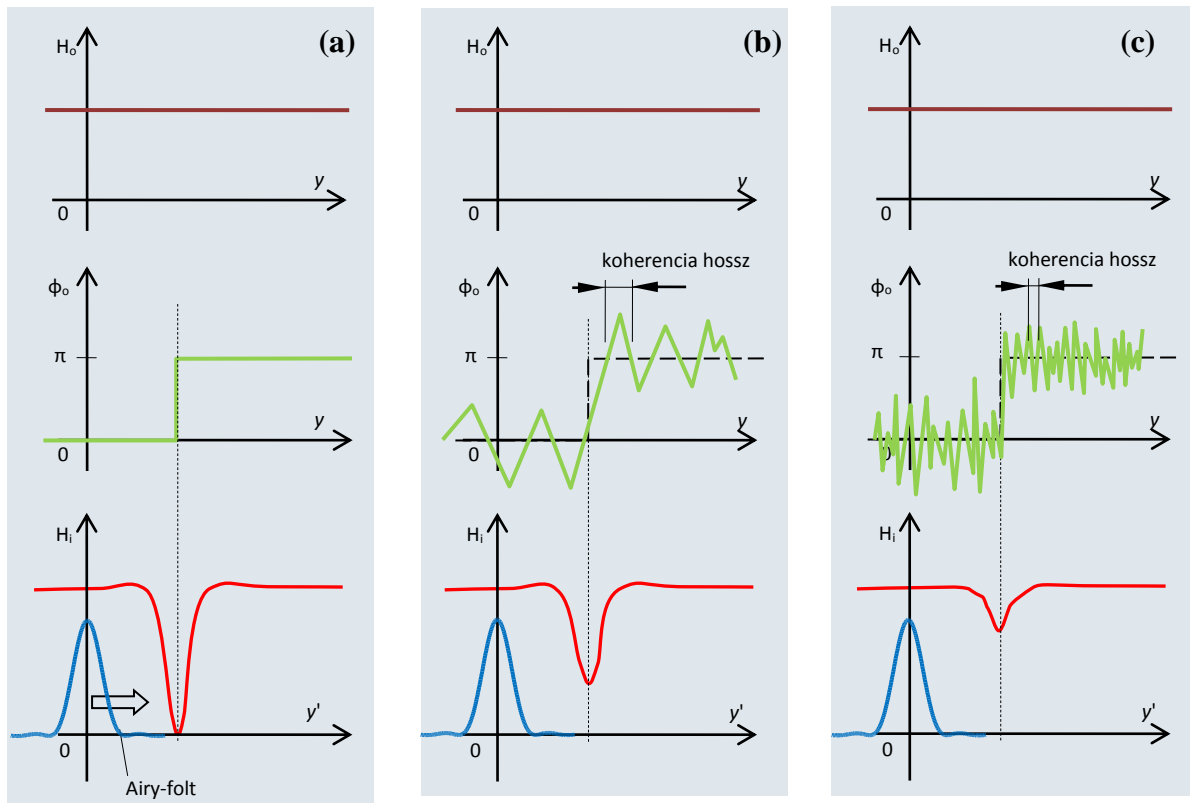 (a)
Hₒ
y
0
ϕₒ
π
y
0
Hᵢ
y'
0
Airy-folt
(b)
Hₒ
y
0
koherencia hossz
ϕₒ
π
y
0
Hᵢ
y'
0
(c)
Hₒ
y
0
koherencia hossz
ϕₒ
π
y
0
Hᵢ
y'
0